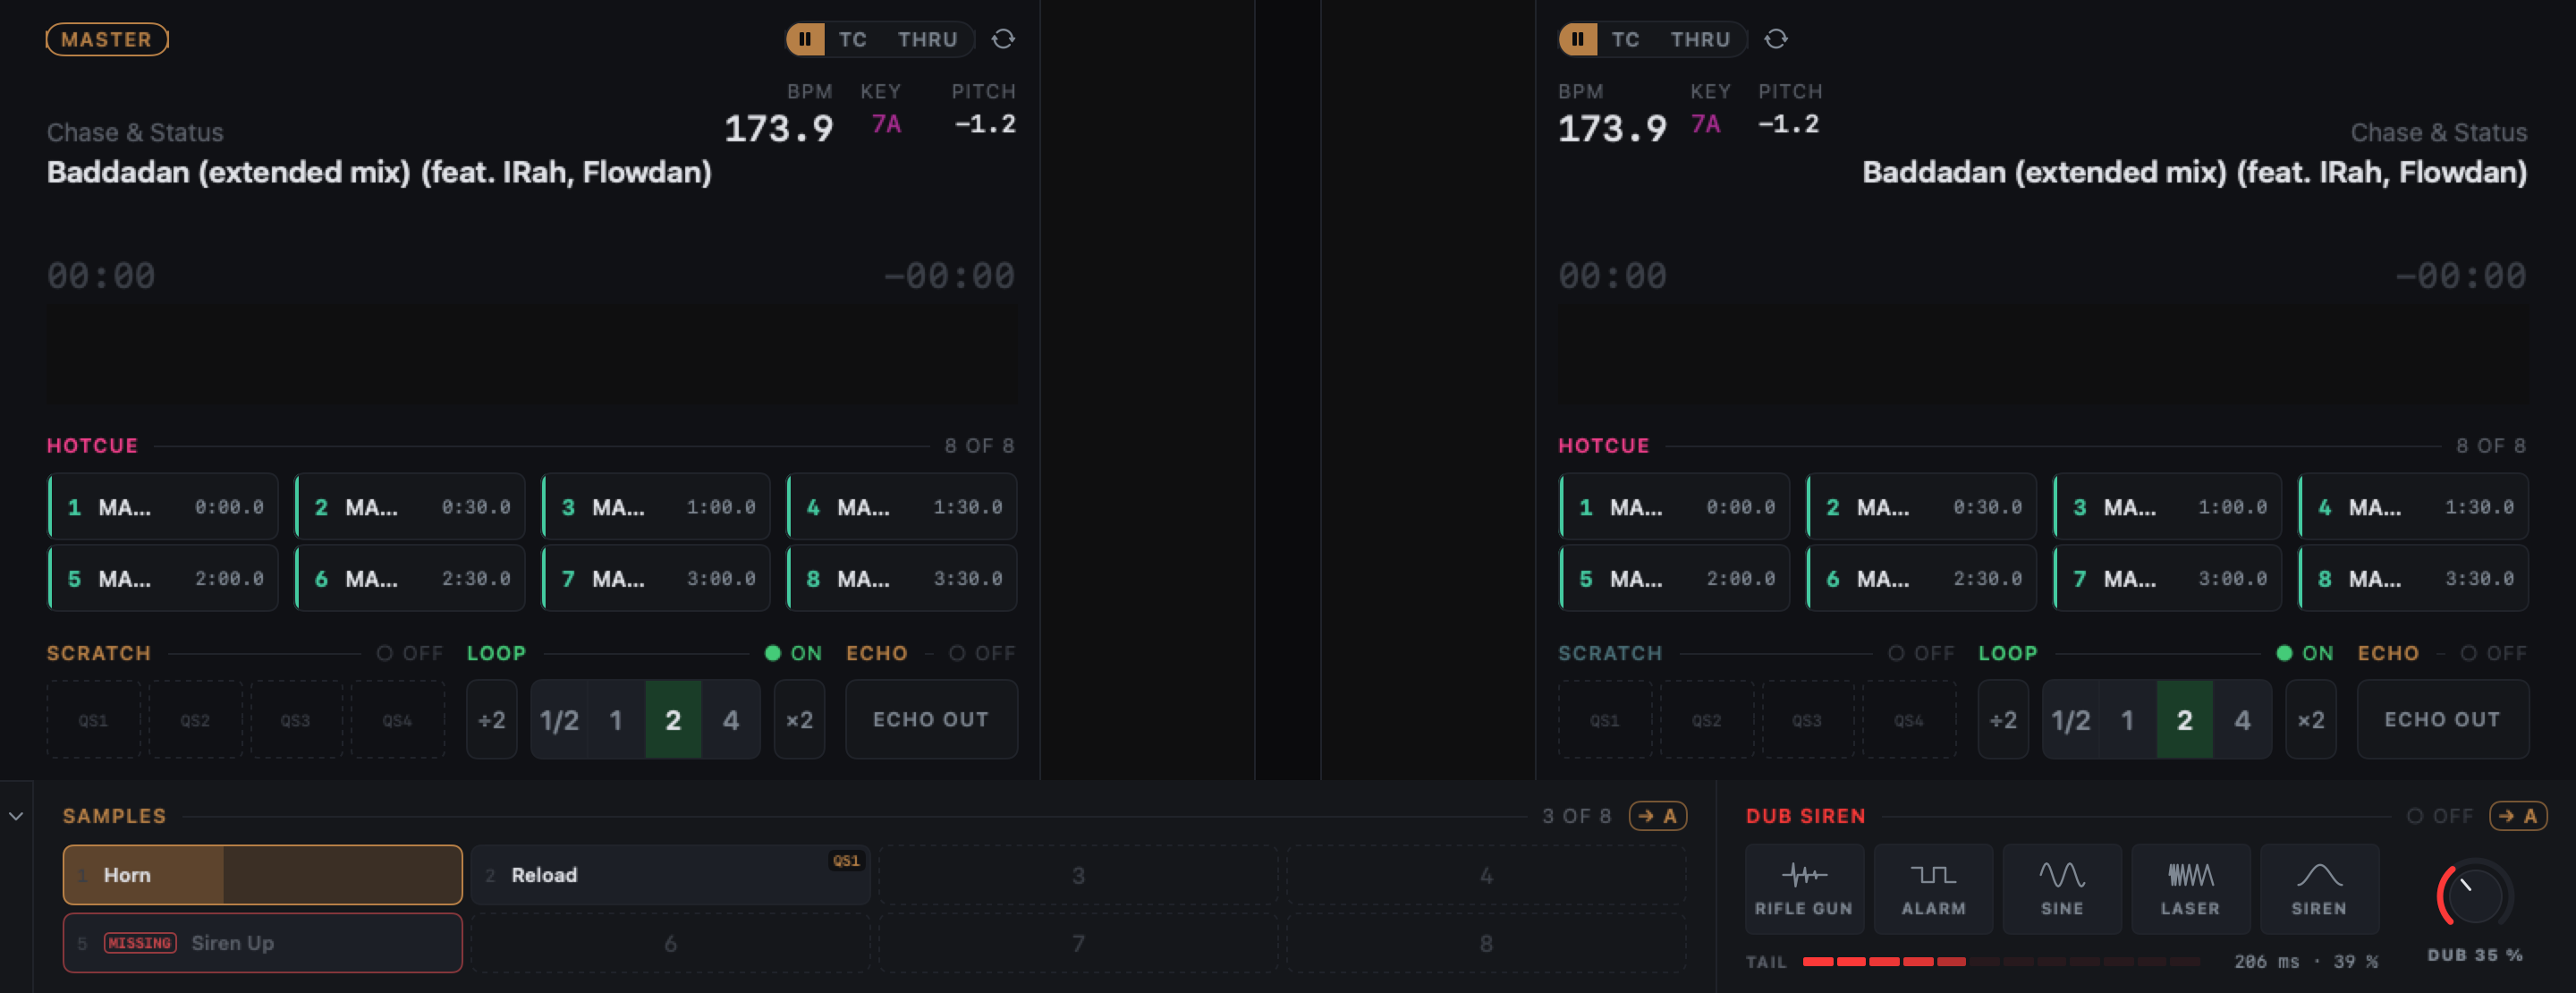 MASTER
TC THRU
BPM KEY PITCH
173.9 7A −1.2
Chase & Status
Baddadan (extended mix) (feat. IRah, Flowdan)
00:00 −00:00
HOTCUE 8 OF 8
1 MA... 0:00.0
2 MA... 0:30.0
3 MA... 1:00.0
4 MA... 1:30.0
5 MA... 2:00.0
6 MA... 2:30.0
7 MA... 3:00.0
8 MA... 3:30.0
SCRATCH OFF
QS1 QS2 QS3 QS4
LOOP ON
÷2 1/2 1 2 4 ×2
ECHO OFF
ECHO OUT
TC THRU
BPM KEY PITCH
173.9 7A −1.2
Chase & Status
Baddadan (extended mix) (feat. IRah, Flowdan)
00:00 −00:00
HOTCUE 8 OF 8
1 MA... 0:00.0
2 MA... 0:30.0
3 MA... 1:00.0
4 MA... 1:30.0
5 MA... 2:00.0
6 MA... 2:30.0
7 MA... 3:00.0
8 MA... 3:30.0
SCRATCH OFF
QS1 QS2 QS3 QS4
LOOP ON
÷2 1/2 1 2 4 ×2
ECHO OFF
ECHO OUT
SAMPLES 3 OF 8 → A
1 Horn
2 Reload QS1
3
4
5 MISSING Siren Up
6
7
8
DUB SIREN OFF → A
RIFLE GUN
ALARM
SINE
LASER
SIREN
TAIL 206 ms · 39 %
DUB 35 %